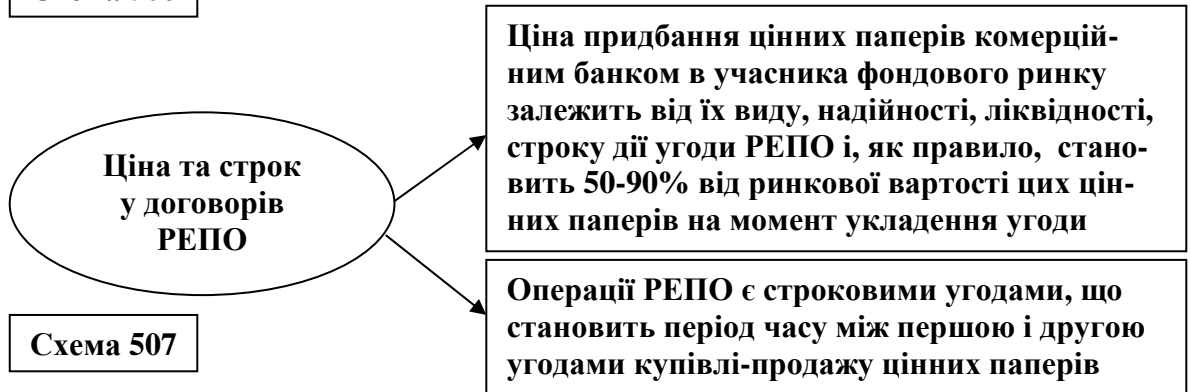 Ціна придбання цінних паперів комерцій-
ним банком в учасника фондового ринку
залежить від їх виду, надійності, ліквідності,
строку дії угоди РЕПО і, як правило, стано-
вить 50-90% від ринкової вартості цих цін-
них паперів на момент укладення угоди
Ціна та строк
у договорів
РЕПО
Операції РЕПО є строковими угодами, що
становить період часу між першою і другою
угодами купівлі-продажу цінних паперів
Схема 507